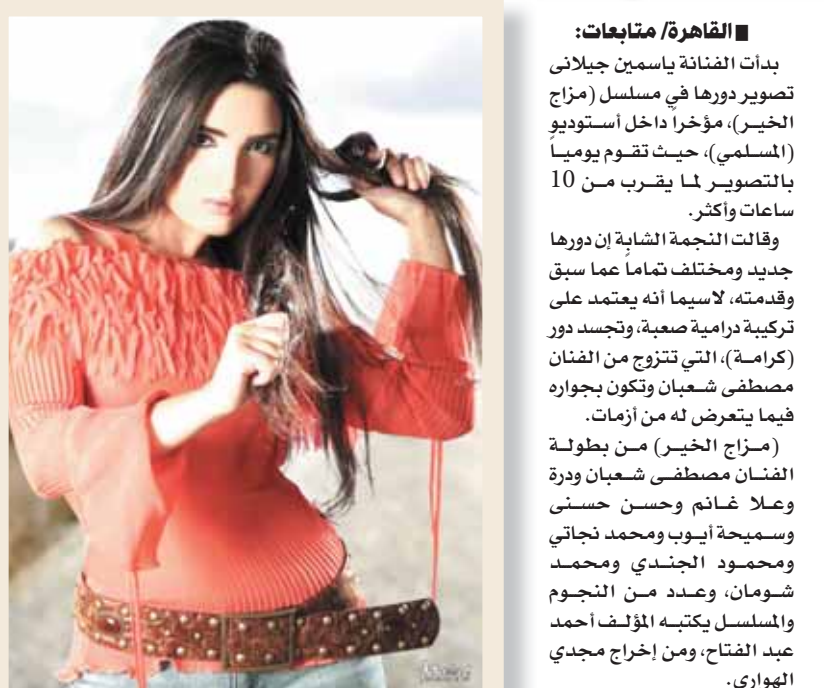 ■ القاهرة/ متابعات:
بدأت الفنانة ياسمين جيلانى
تصوير دورها في مسلسل (مزاج
الخير)، مؤخراً داخل أستوديو
(المسلمي)، حيث تقوم يومياً
بالتصوير لما يقرب من 10
ساعات وأكثر.
وقالت النجمة الشابة إن دورها
جديد ومختلف تماماً عما سبق
وقدمته، لاسيما أنه يعتمد على
تركيبة درامية صعبة، وتجسد دور
(كرامة)، التي تتزوج من الفنان
مصطفى شعبان وتكون بجواره
فيما يتعرض له من أزمات.
(مزاج الخير) من بطولة
الفنان مصطفى شعبان ودرة
وعلا غانم وحسن حسنى
وسميحة أيوب ومحمد نجاتي
ومحمود الجندي ومحمد
شومان، وعدد من النجوم
والمسلسل يكتبه المؤلف أحمد
عبد الفتاح، ومن إخراج مجدي
الهواري.